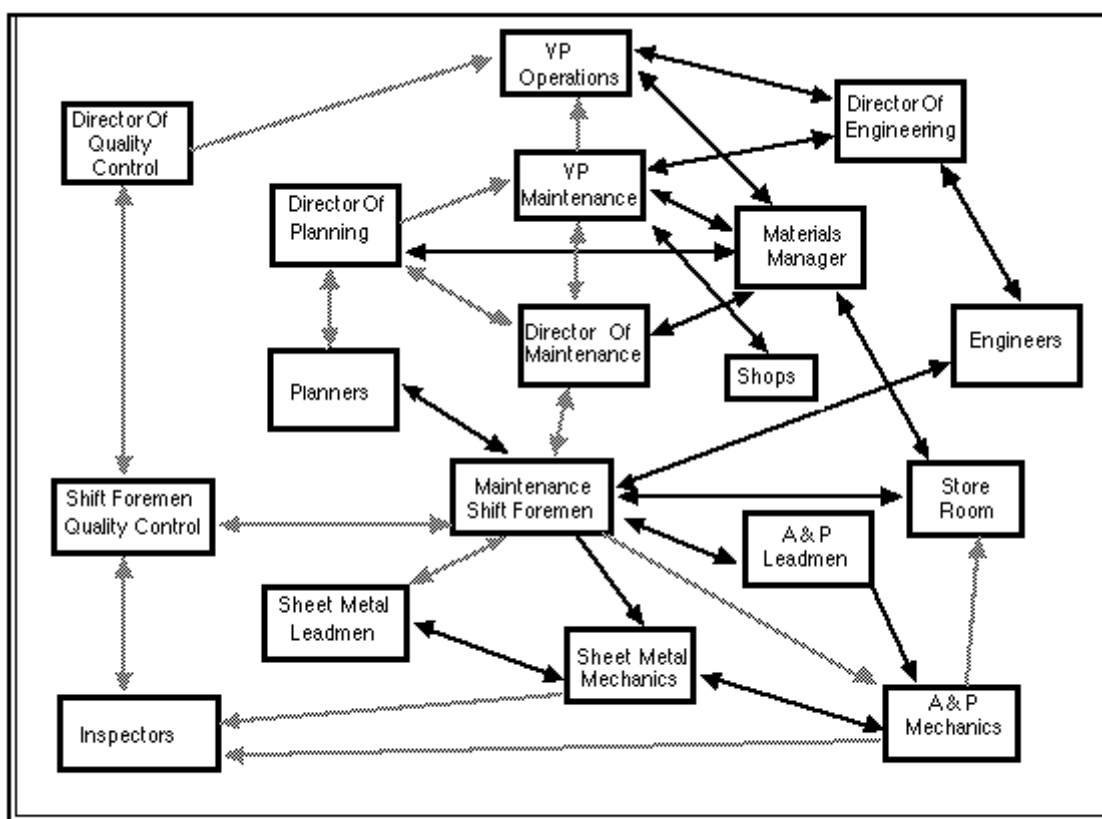 VP
Operations
Director Of
Engineering
Director Of
Quality
Control
VP
Maintenance
Director Of
Planning
Materials
Manager
Director Of
Maintenance
Engineers
Shops
Planners
Maintenance
Shift Foremen
Store
Room
Shift Foremen
Quality Control
A & P
Leadmen
Sheet Metal
Leadmen
Sheet Metal
Mechanics
A & P
Mechanics
Inspectors